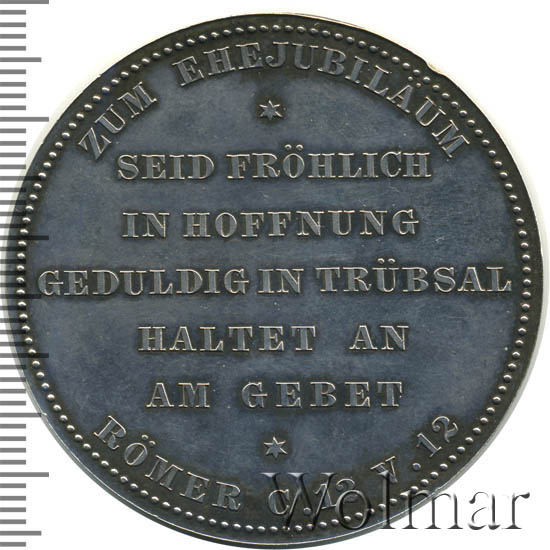 ZUM EHEJUBILÄUM
SEID FRÖHLICH
IN HOFFNUNG
GEDULDIG IN TRÜBSAL
HALTET AN
AM GEBET
RÖMER C.12 V.12
Wolmar